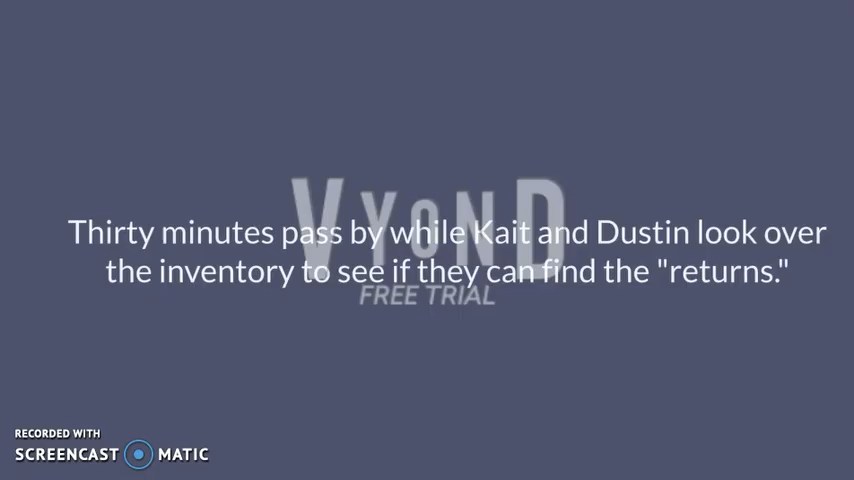 VYOND
Thirty minutes pass by while Kait and Dustin look over
the inventory to see if they can find the "returns."
FREE TRIAL
RECORDED WITH
SCREENCAST MATIC